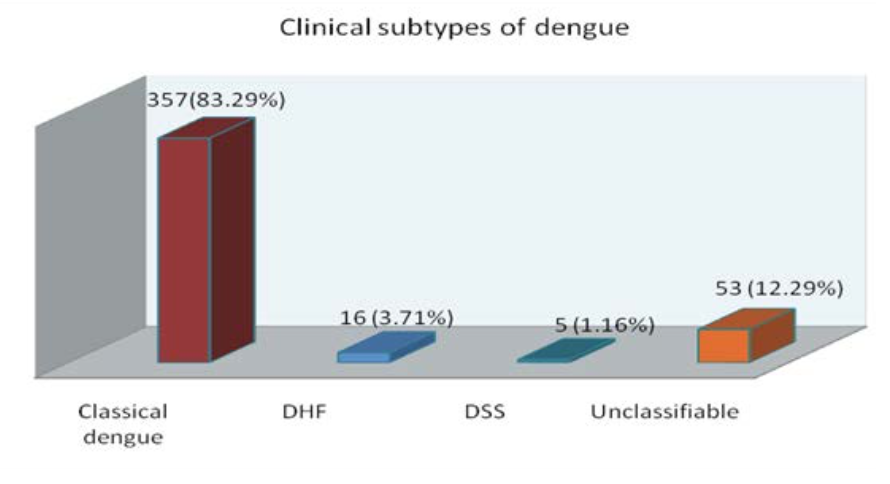 Clinical subtypes of dengue
357(83.29%)
16 (3.71%)
5 (1.16%)
53 (12.29%)
Classical
dengue
DHF
DSS
Unclassifiable